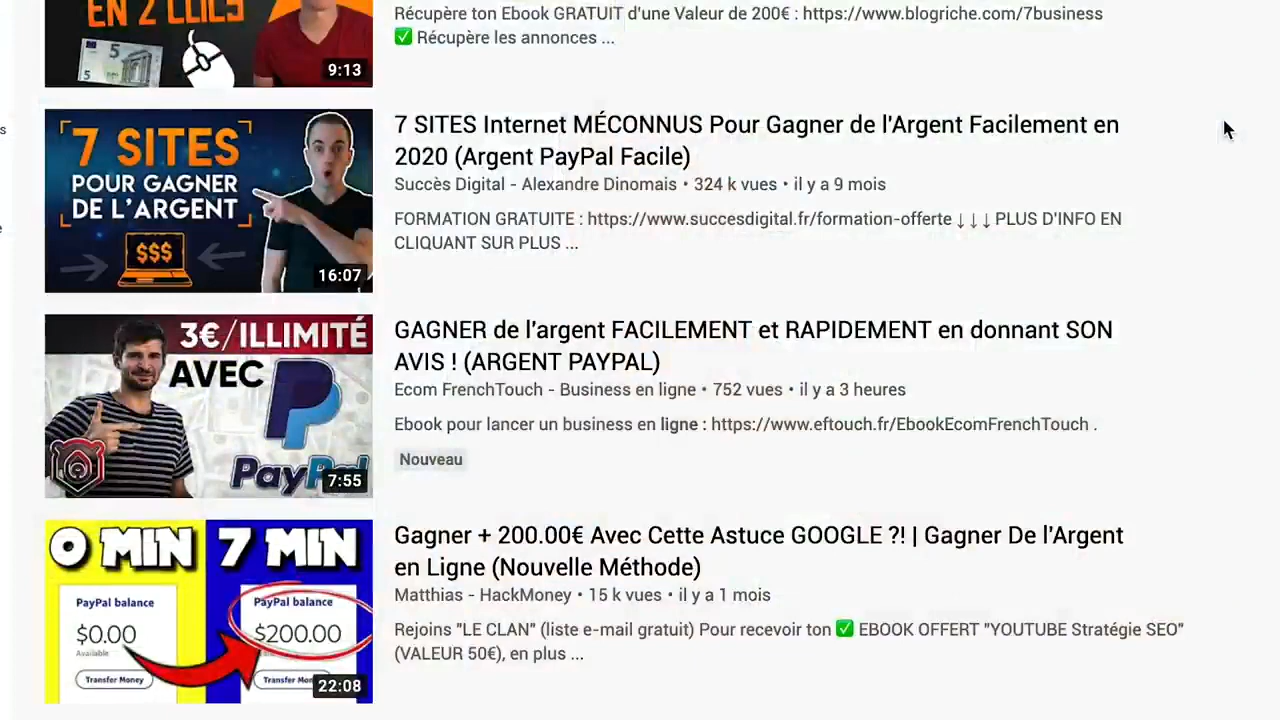 EN 2 CLICS
5
5
9:13
Récupère ton Ebook GRATUIT d'une Valeur de 200€ : https://www.blogriche.com/7business
✅ Récupère les annonces ...
s
e
7 SITES
POUR GAGNER
DE L'ARGENT
$$$
16:07
7 SITES Internet MÉCONNUS Pour Gagner de l'Argent Facilement en
2020 (Argent PayPal Facile)
Succès Digital - Alexandre Dinomais • 324 k vues • il y a 9 mois
FORMATION GRATUITE : https://www.succesdigital.fr/formation-offerte ↓↓↓ PLUS D'INFO EN
CLIQUANT SUR PLUS ...
3€/ILLIMITÉ
AVEC
PayPal
7:55
GAGNER de l'argent FACILEMENT et RAPIDEMENT en donnant SON
AVIS ! (ARGENT PAYPAL)
Ecom FrenchTouch - Business en ligne • 752 vues • il y a 3 heures
Ebook pour lancer un business en ligne : https://www.eftouch.fr/EbookEcomFrenchTouch .
Nouveau
0 MIN 7 MIN
PayPal balance
$0.00
Available
Transfer Money
PayPal balance
$200.00
Transfer Mon
22:08
Gagner + 200.00€ Avec Cette Astuce GOOGLE ?! | Gagner De l'Argent
en Ligne (Nouvelle Méthode)
Matthias - HackMoney • 15 k vues • il y a 1 mois
Rejoins "LE CLAN" (liste e-mail gratuit) Pour recevoir ton ✅ EBOOK OFFERT "YOUTUBE Stratégie SEO"
(VALEUR 50€), en plus ...